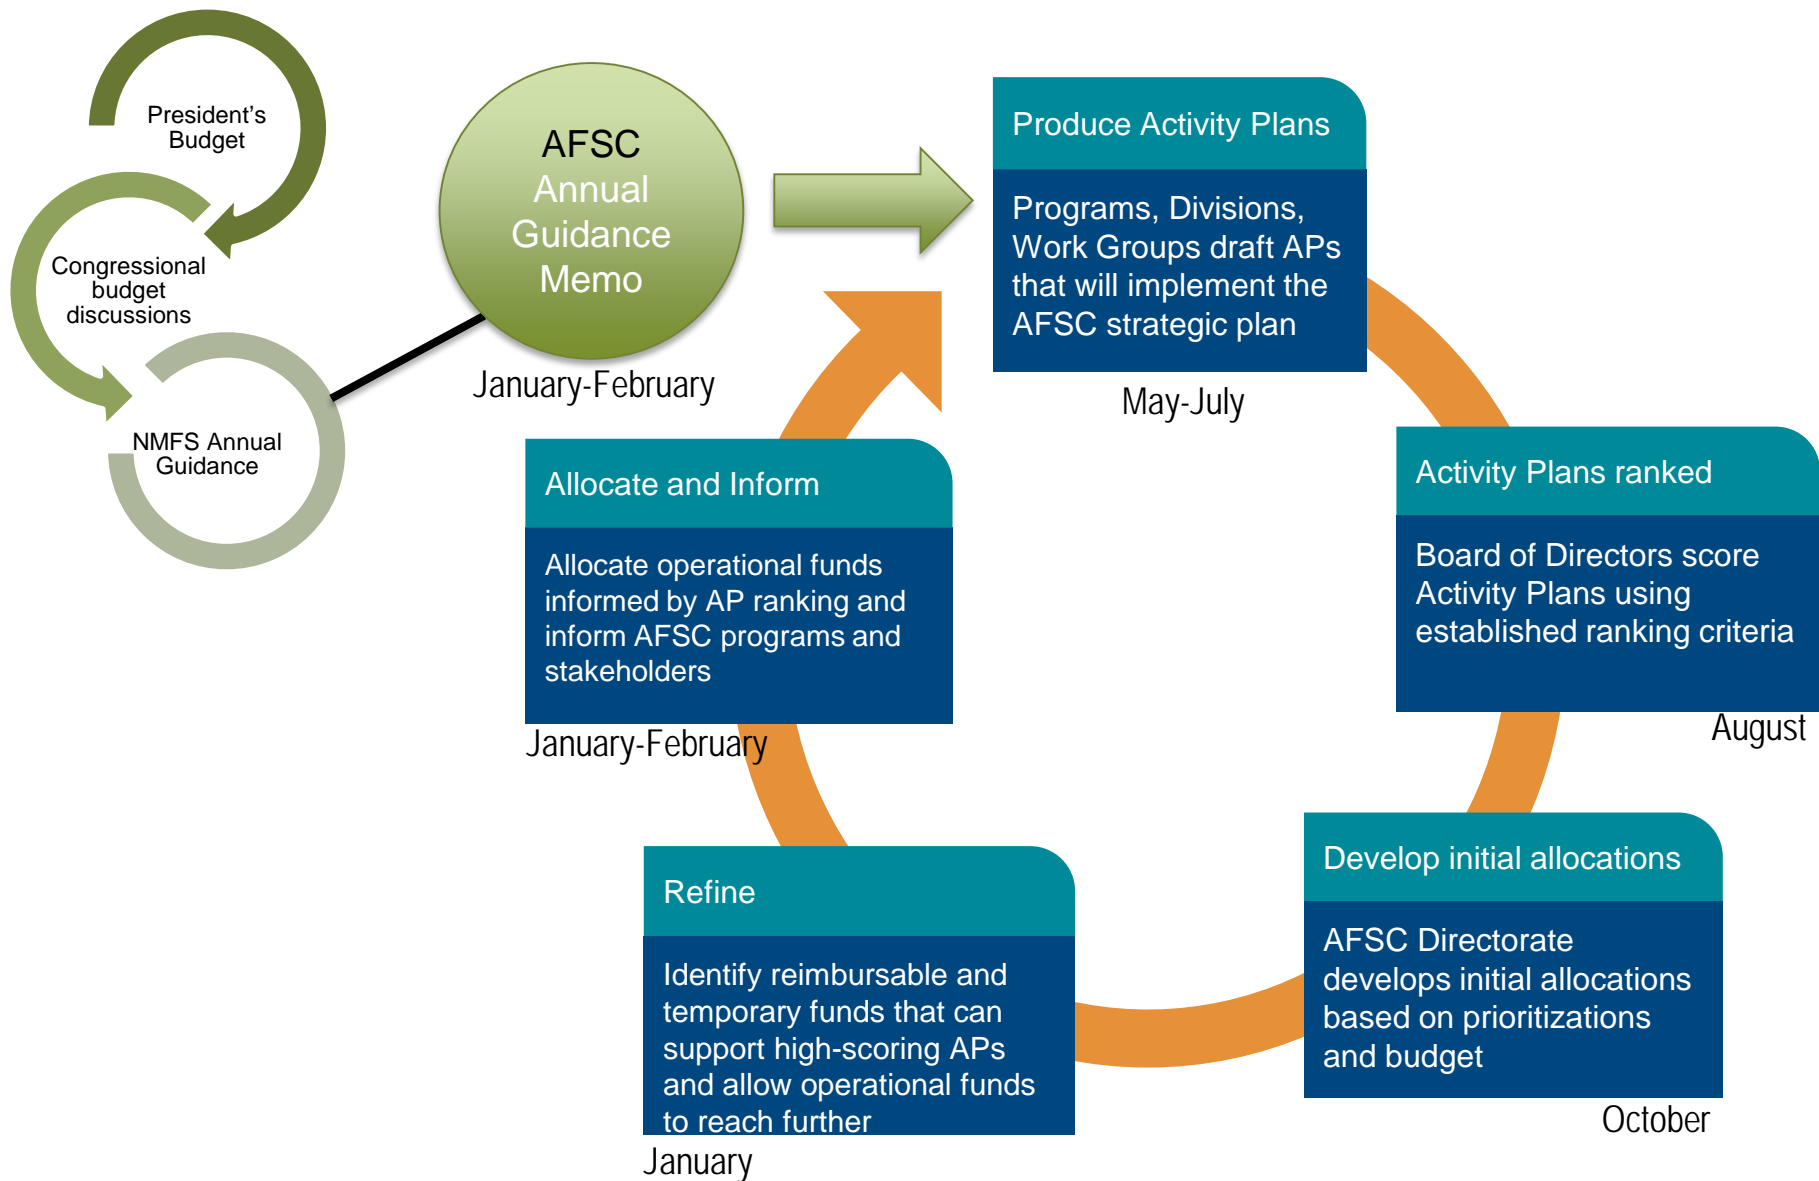 President’s
Budget
Congressional
budget
discussions
NMFS Annual
Guidance
AFSC
Annual
Guidance
Memo
January-February
Produce Activity Plans
Programs, Divisions,
Work Groups draft APs
that will implement the
AFSC strategic plan
May-July
Activity Plans ranked
Board of Directors score
Activity Plans using
established ranking criteria
August
Develop initial allocations
AFSC Directorate
develops initial allocations
based on prioritizations
and budget
October
Refine
Identify reimbursable and
temporary funds that can
support high-scoring APs
and allow operational funds
to reach further
January
Allocate and Inform
Allocate operational funds
informed by AP ranking and
inform AFSC programs and
stakeholders
January-February